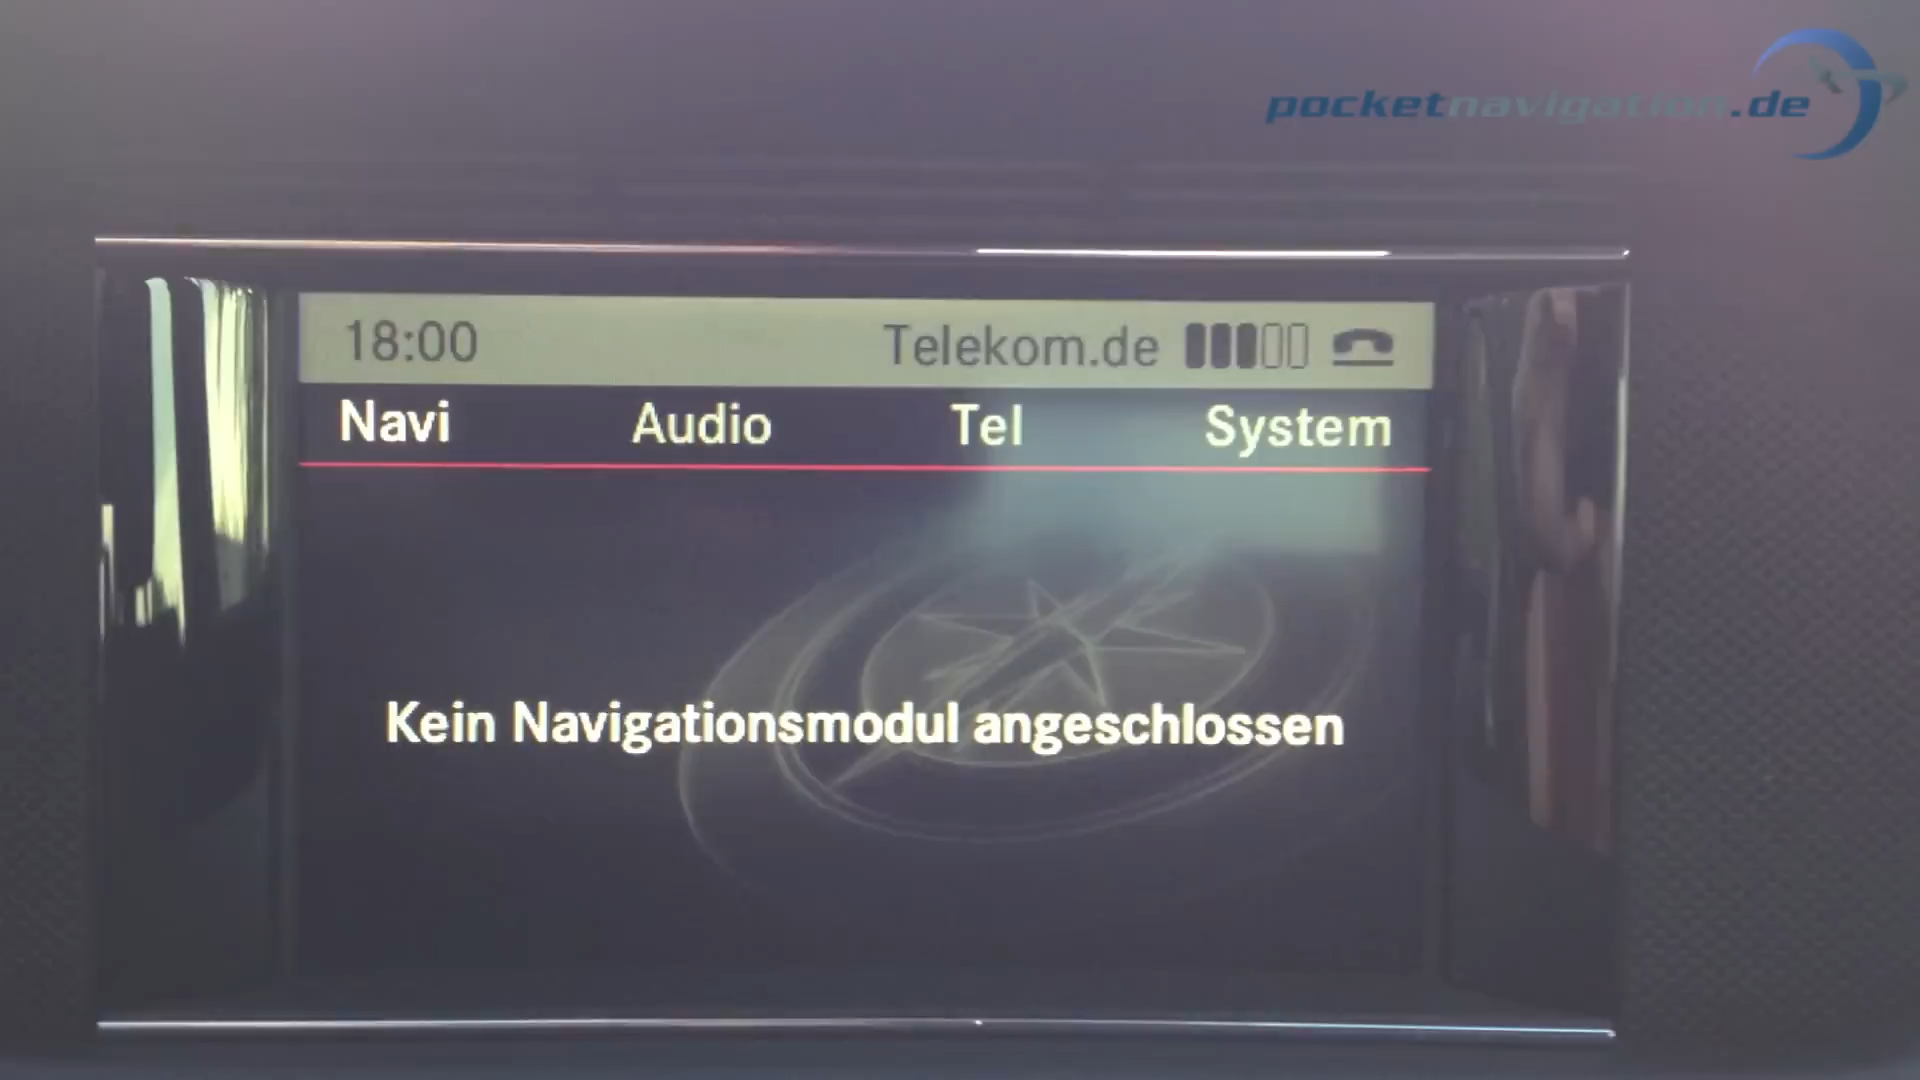 pocketnavigation.de
18:00 Telekom.de
Navi Audio Tel System
Kein Navigationsmodul angeschlossen